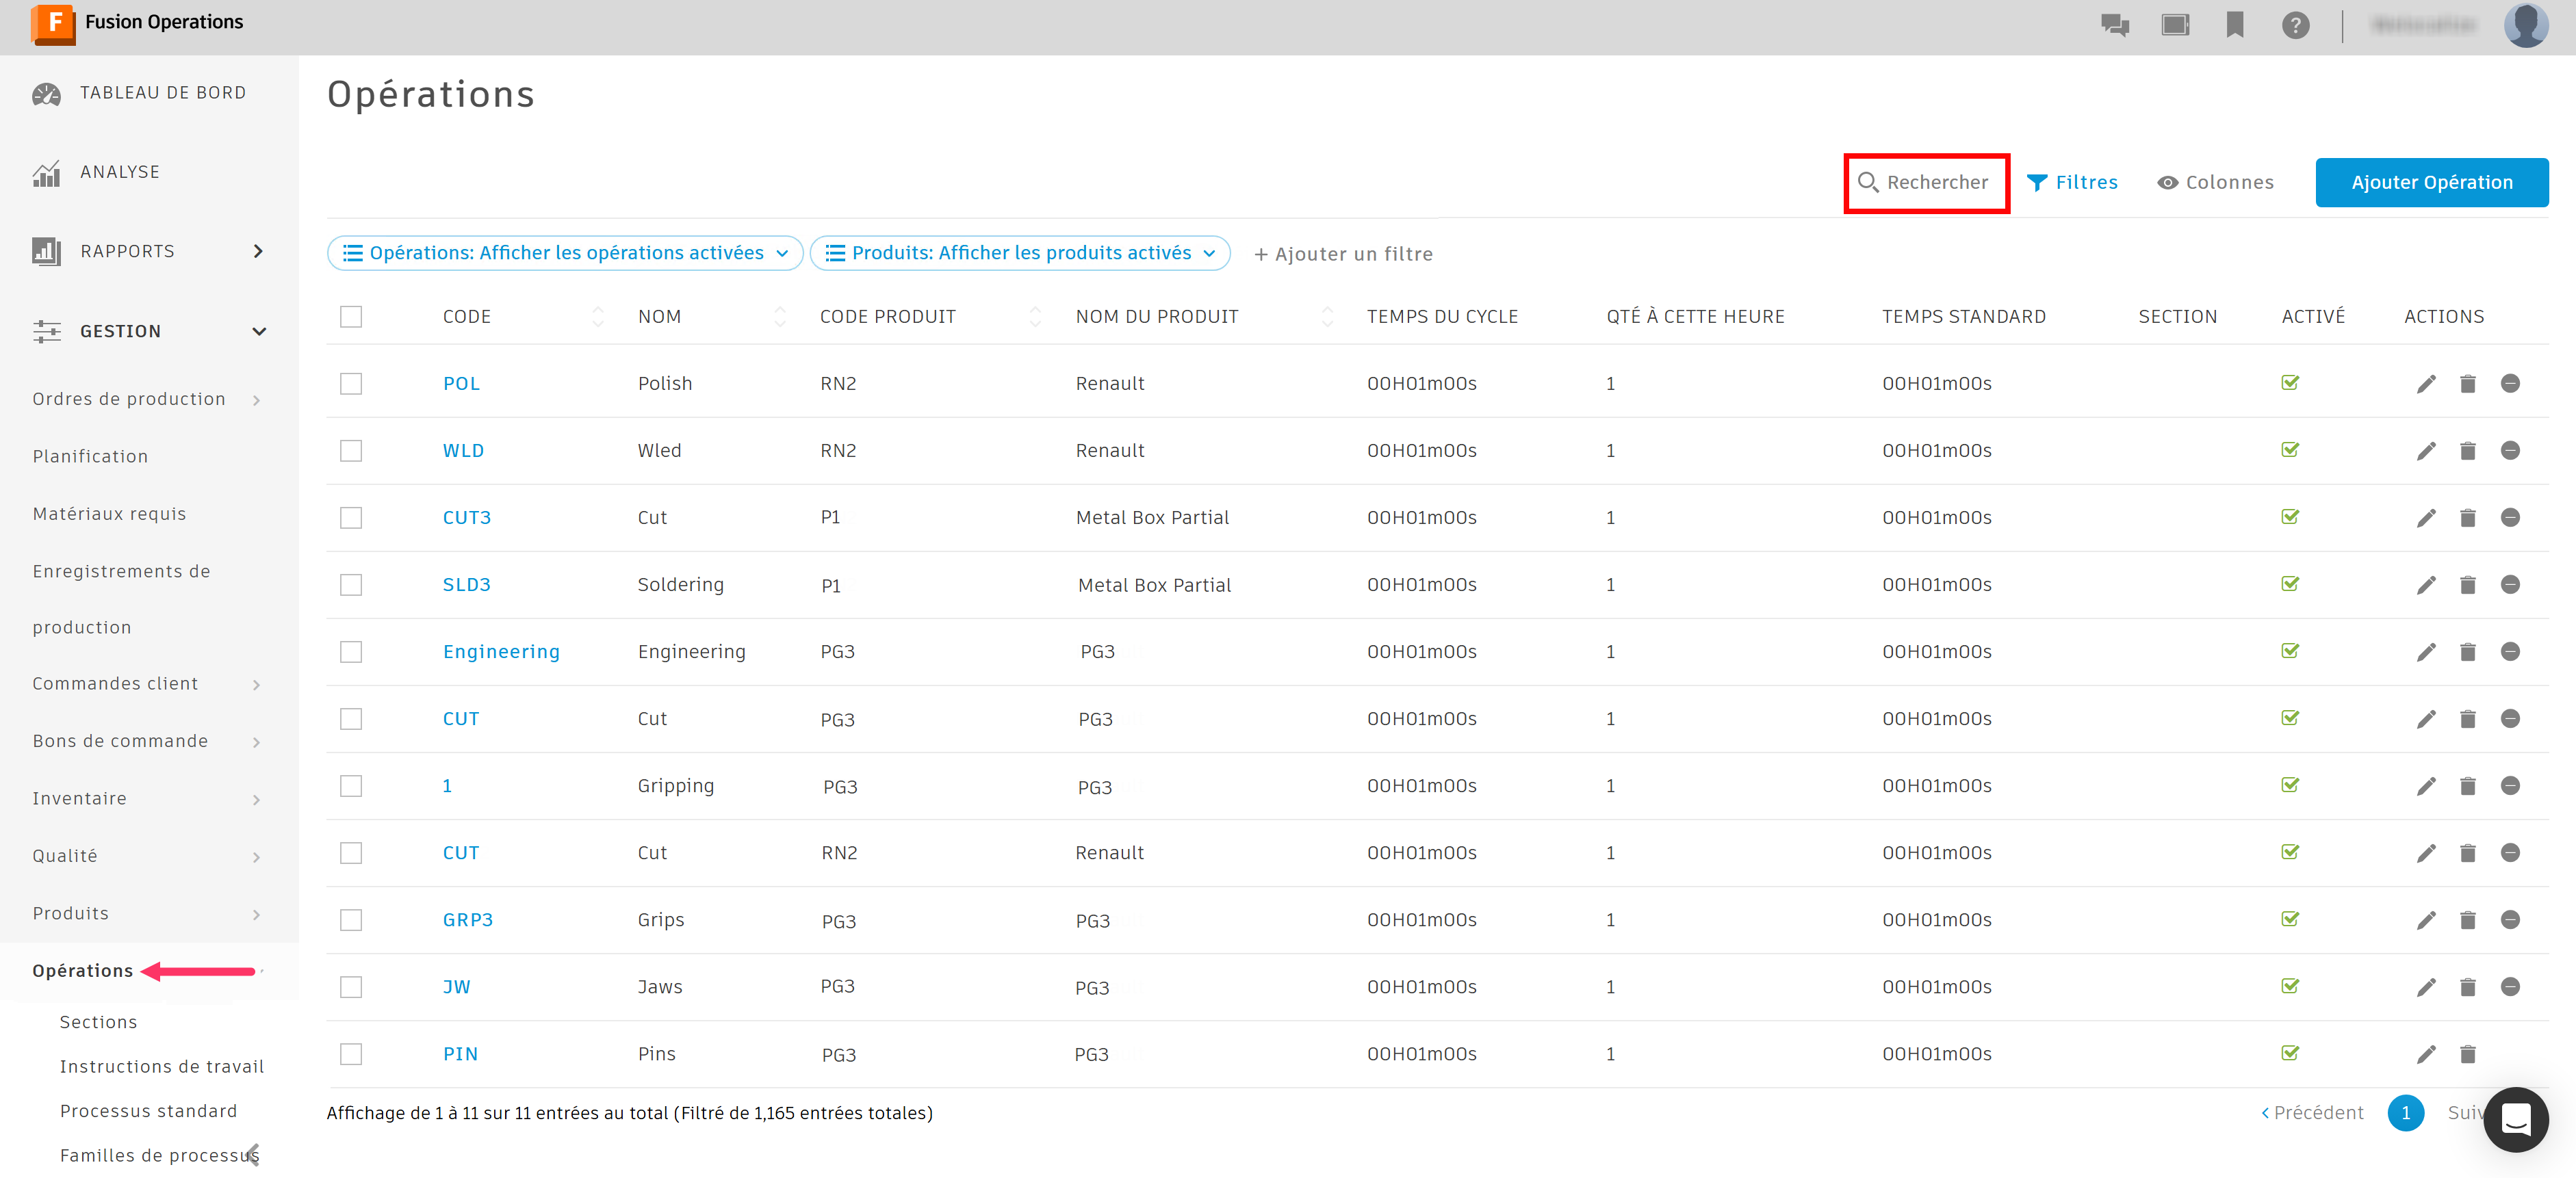 F Fusion Operations
TABLEAU DE BORD
ANALYSE
RAPPORTS
GESTION
Ordres de production
Planification
Matériaux requis
Enregistrements de
production
Commandes client
Bons de commande
Inventaire
Qualité
Produits
Opérations
Sections
Instructions de travail
Processus standard
Familles de processus
Opérations
Rechercher Filtres Colonnes Ajouter Opération
Opérations: Afficher les opérations activées Produits: Afficher les produits activés + Ajouter un filtre
CODE NOM CODE PRODUIT NOM DU PRODUIT TEMPS DU CYCLE QTÉ À CETTE HEURE TEMPS STANDARD SECTION ACTIVÉ ACTIONS
POL Polish RN2 Renault 00H01m00s 1 00H01m00s
WLD Wled RN2 Renault 00H01m00s 1 00H01m00s
CUT3 Cut P1 Metal Box Partial 00H01m00s 1 00H01m00s
SLD3 Soldering P1 Metal Box Partial 00H01m00s 1 00H01m00s
Engineering Engineering PG3 PG3 00H01m00s 1 00H01m00s
CUT Cut PG3 PG3 00H01m00s 1 00H01m00s
1 Gripping PG3 PG3 00H01m00s 1 00H01m00s
CUT Cut RN2 Renault 00H01m00s 1 00H01m00s
GRP3 Grips PG3 PG3 00H01m00s 1 00H01m00s
JW Jaws PG3 PG3 00H01m00s 1 00H01m00s
PIN Pins PG3 PG3 00H01m00s 1 00H01m00s
Affichage de 1 à 11 sur 11 entrées au total (Filtré de 1,165 entrées totales)
Précédent 1 Suiv